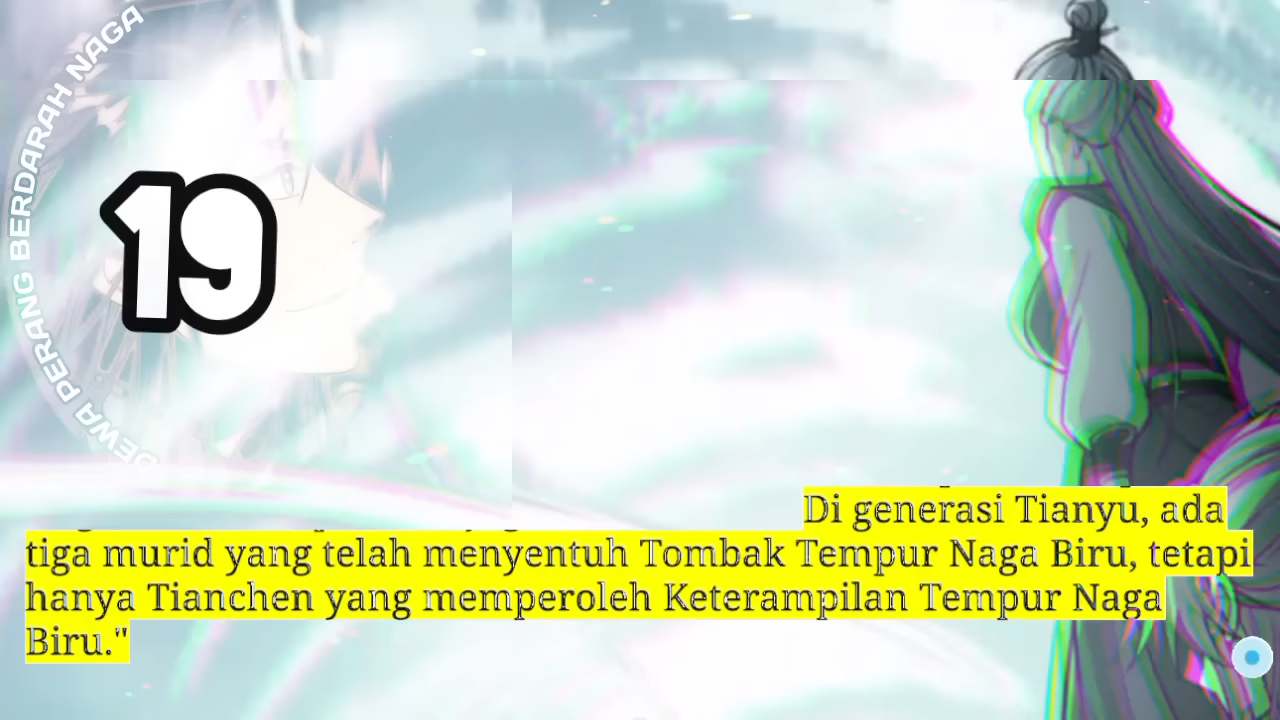 DEWA PERANG BERDARAH NAGA
19
Di generasi Tianyu, ada
tiga murid yang telah menyentuh Tombak Tempur Naga Biru, tetapi
hanya Tianchen yang memperoleh Keterampilan Tempur Naga
Biru."